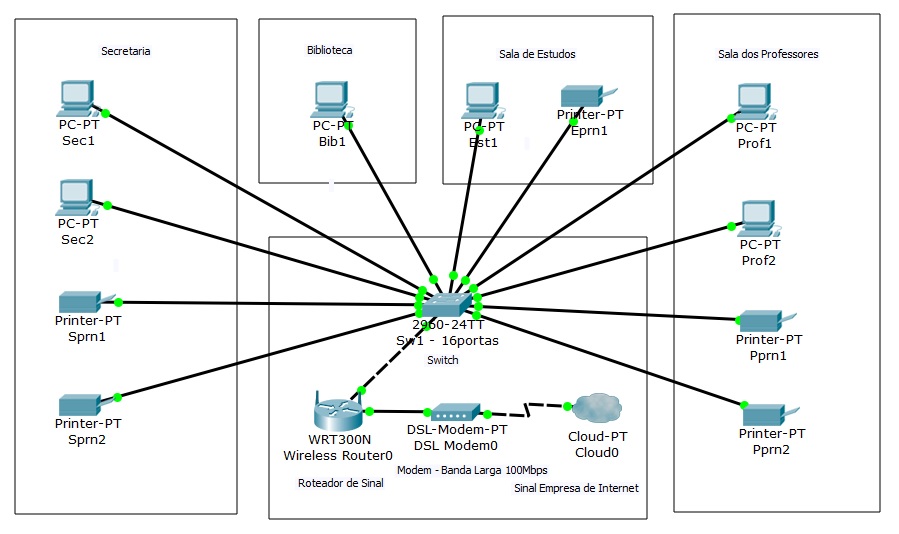 Secretaria
PC-PT
Sec1
PC-PT
Sec2
Printer-PT
Sprn1
Printer-PT
Sprn2
Biblioteca
PC-PT
Bib1
Sala de Estudos
PC-PT
Est1
Printer-PT
Eprn1
Sala dos Professores
PC-PT
Prof1
PC-PT
Prof2
Printer-PT
Pprn1
Printer-PT
Pprn2
2960-24TT
Sw1 - 16portas
Switch
WRT300N
Wireless Router0
Roteador de Sinal
DSL-Modem-PT
DSL Modem0
Modem - Banda Larga 100Mbps
Cloud-PT
Cloud0
Sinal Empresa de Internet